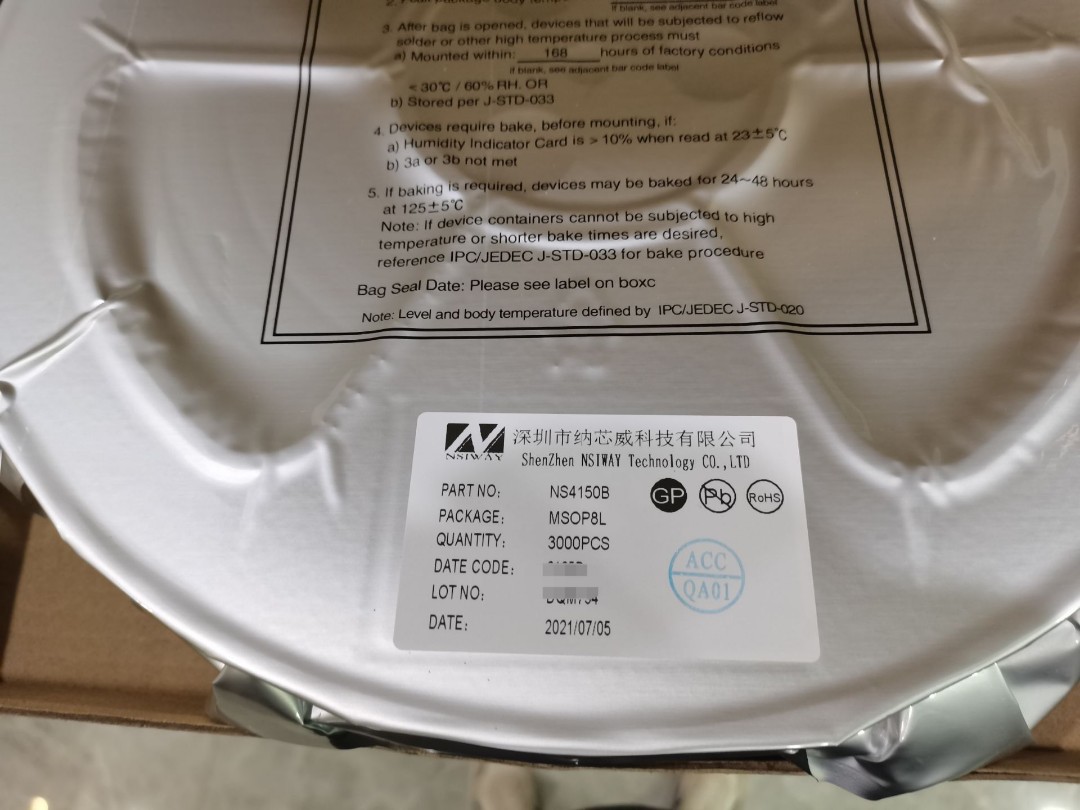 3. After bag is opened, devices that will be subjected to reflow
solder or other high temperature process must
a) Mounted within: 168 hours of factory conditions
if blank, see adjacent bar code label
≤30℃ / 60% RH. OR
b) Stored per J-STD-033
4. Devices require bake, before mounting, if:
a) Humidity Indicator Card is > 10% when read at 23±5℃
b) 3a or 3b not met
5. If baking is required, devices may be baked for 24~48 hours
at 125±5℃
Note: If device containers cannot be subjected to high
temperature or shorter bake times are desired,
reference IPC/JEDEC J-STD-033 for bake procedure
Bag Seal Date: Please see label on boxc
Note: Level and body temperature defined by IPC/JEDEC J-STD-020
NSIWAY
深圳市纳芯威科技有限公司
ShenZhen NSIWAY Technology CO.,LTD
PART NO: NS4150B
GP Pb RoHS
PACKAGE: MSOP8L
QUANTITY: 3000PCS
DATE CODE:
LOT NO:
DATE: 2021/07/05
ACC
QA01